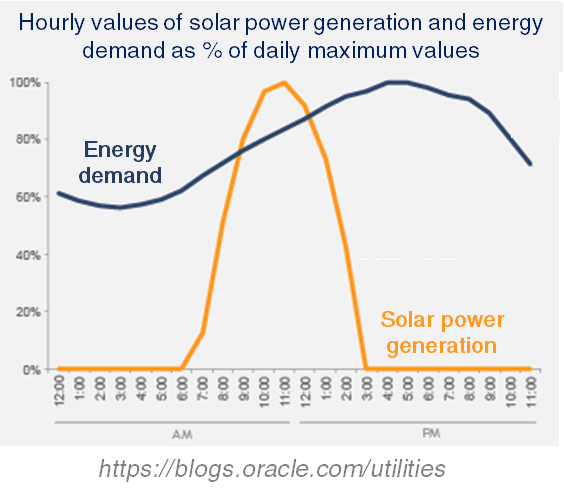 Hourly values of solar power generation and energy
demand as % of daily maximum values
100%
80%
60%
40%
20%
0%
Energy
demand
Solar power
generation
12:00 1:00 2:00 3:00 4:00 5:00 6:00 7:00 8:00 9:00 10:00 11:00 12:00 1:00 2:00 3:00 4:00 5:00 6:00 7:00 8:00 9:00 10:00 11:00
AM PM
https://blogs.oracle.com/utilities